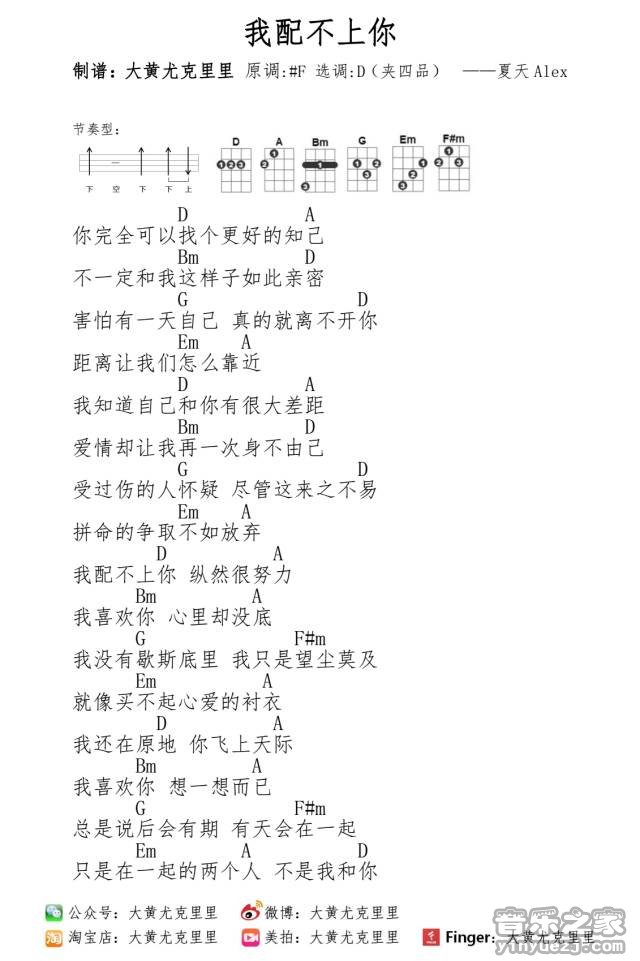 我配不上你
制谱：大黄尤克里里 原调:#F 选调:D（夹四品） ——夏天Alex
节奏型:
D A Bm G Em F#m
下 空 下 下 上
D A
你完全可以找个更好的知己
Bm D
不一定和我这样子如此亲密
G D
害怕有一天自己 真的就离不开你
Em A
距离让我们怎么靠近
D A
我知道自己和你有很大差距
Bm D
爱情却让我再一次身不由己
G D
受过伤的人怀疑 尽管这来之不易
Em A
拼命的争取不如放弃
D A
我配不上你 纵然很努力
Bm A
我喜欢你 心里却没底
G F#m
我没有歇斯底里 我只是望尘莫及
Em A
就像买不起心爱的衬衣
D A
我还在原地 你飞上天际
Bm A
我喜欢你 想一想而已
G F#m
总是说后会有期 有天会在一起
Em A D
只是在一起的两个人 不是我和你
公众号：大黄尤克里里 微博：大黄尤克里里
淘宝店：大黄尤克里里 美拍：大黄尤克里里 Finger：大黄尤克里里
音乐之家
yinyuezj.com